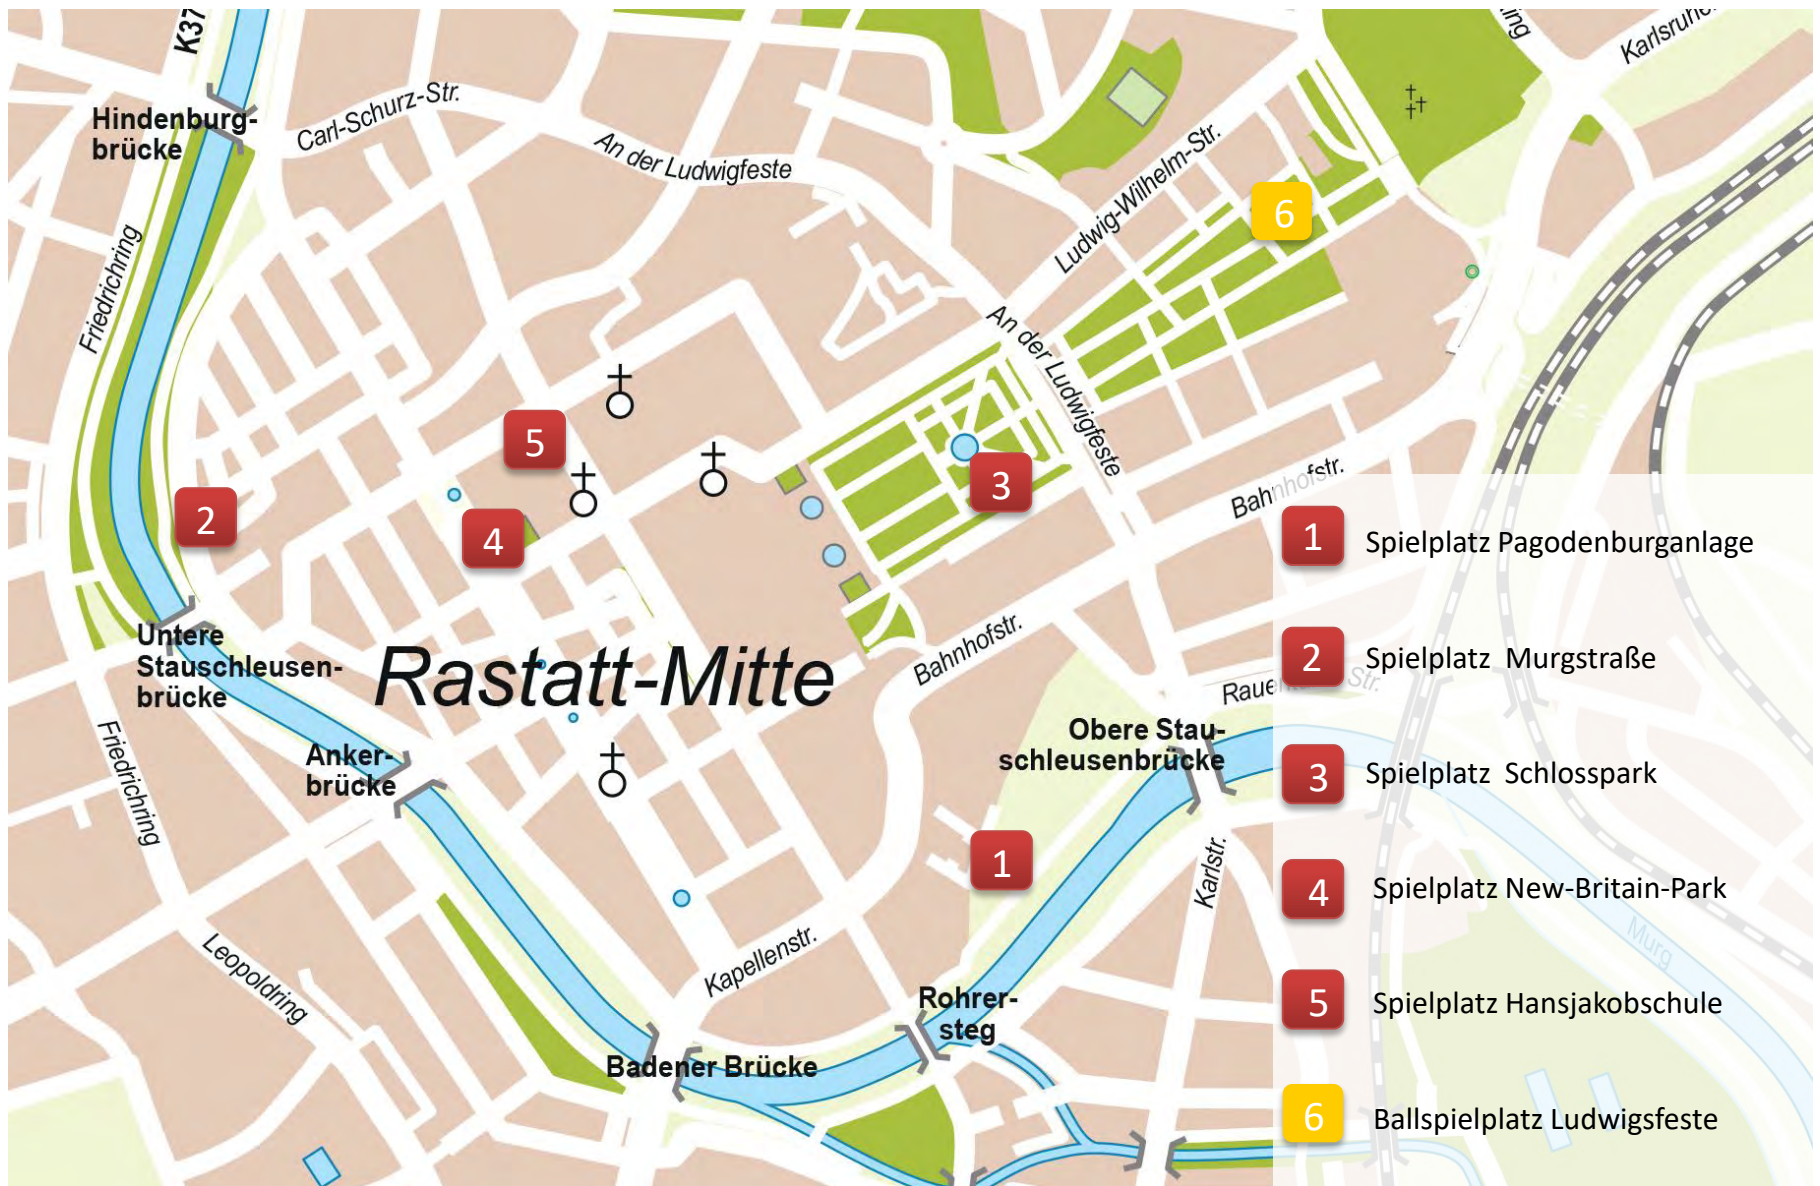 K37
Hindenburg-
brücke
Carl-Schurz-Str.
An der Ludwigfeste
Ludwig-Wilhelm-Str.
Karlsruher
6
Friedrichring
An der Ludwigfeste
5
3
2
4
Bahnhofstr.
Untere
Stauschleusen-
brücke
Rastatt-Mitte
Bahnhofstr.
Friedrichring
Anker-
brücke
Obere Stau-
schleusenbrücke
1
Karlstr.
Leopoldring
Kapellenstr.
Rohrer-
steg
Badener Brücke
Murg
1 Spielplatz Pagodenburganlage
2 Spielplatz Murgstraße
3 Spielplatz Schlosspark
4 Spielplatz New-Britain-Park
5 Spielplatz Hansjakobschule
6 Ballspielplatz Ludwigsfeste